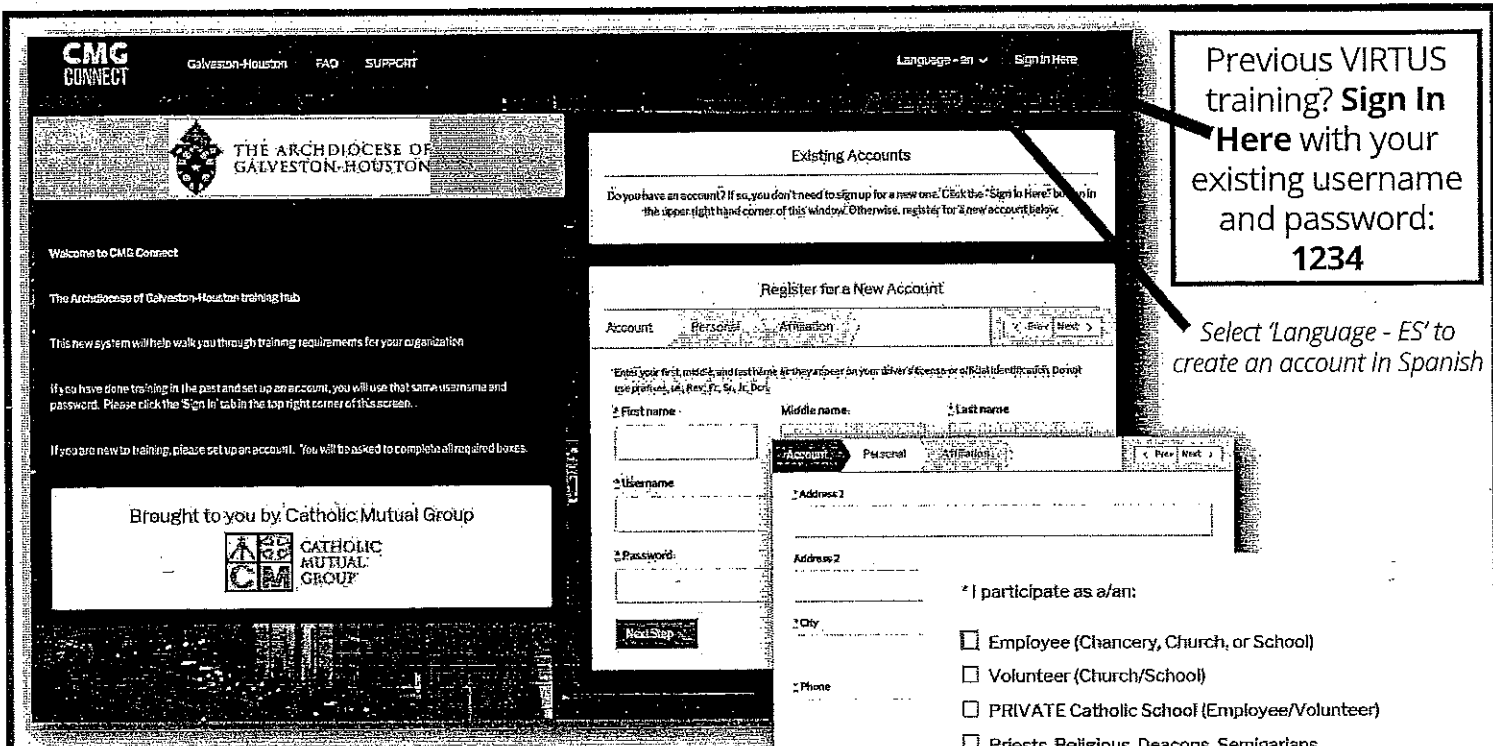 CMG
CONNECT
Galveston-Houston FAQ SUPPORT
Language - en
Sign In Here
THE ARCHDIOCESE OF
GALVESTON-HOUSTON
Welcome to CMG Connect
The Archdiocese of Galveston-Houston training hub
This new system will help walk you through training requirements for your organization
If you have done training in the past and set up an account, you will use that same username and
password. Please click the 'Sign In' tab in the top right corner of this screen.
If you are new to training, please set up an account. You will be asked to complete all required boxes.
Brought to you by Catholic Mutual Group
CM
CATHOLIC
MUTUAL
GROUP
Existing Accounts
Do you have an account? If so, you don't need to sign up for a new one. Click the "Sign In Here" button in
the upper right hand corner of this window. Otherwise, register for a new account below
Register for a New Account
Account Personal Affiliation
< Prev Next >
Enter your first, middle, and last name as they appear on your driver's license or official identification. Do not
use prefixes, i.e., Rev, Fr, Sr, Jr, Dcn,
* First name
Middle name
* Last name
* Username
* Password
Next Step
Account Personal Affiliation
< Prev Next >
* Address
Address 2
* City
* Phone
* I participate as a/an:
Employee (Chancery, Church, or School)
Volunteer (Church/School)
PRIVATE Catholic School (Employee/Volunteer)
Priests, Religious, Deacons, Seminarians
Previous VIRTUS
training? Sign In
Here with your
existing username
and password:
1234
Select 'Language - ES' to
create an account in Spanish